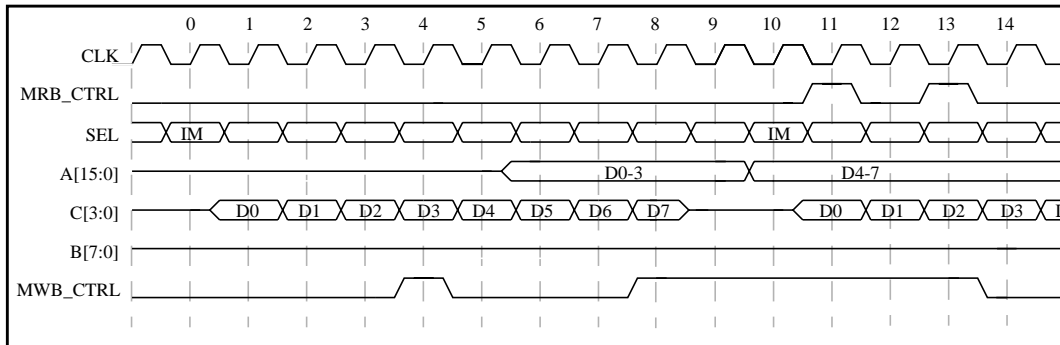 0 1 2 3 4 5 6 7 8 9 10 11 12 13 14
CLK
MRB_CTRL
SEL IM IM
A[15:0] D0-3 D4-7
C[3:0] D0 D1 D2 D3 D4 D5 D6 D7 D0 D1 D2 D3
B[7:0]
MWB_CTRL